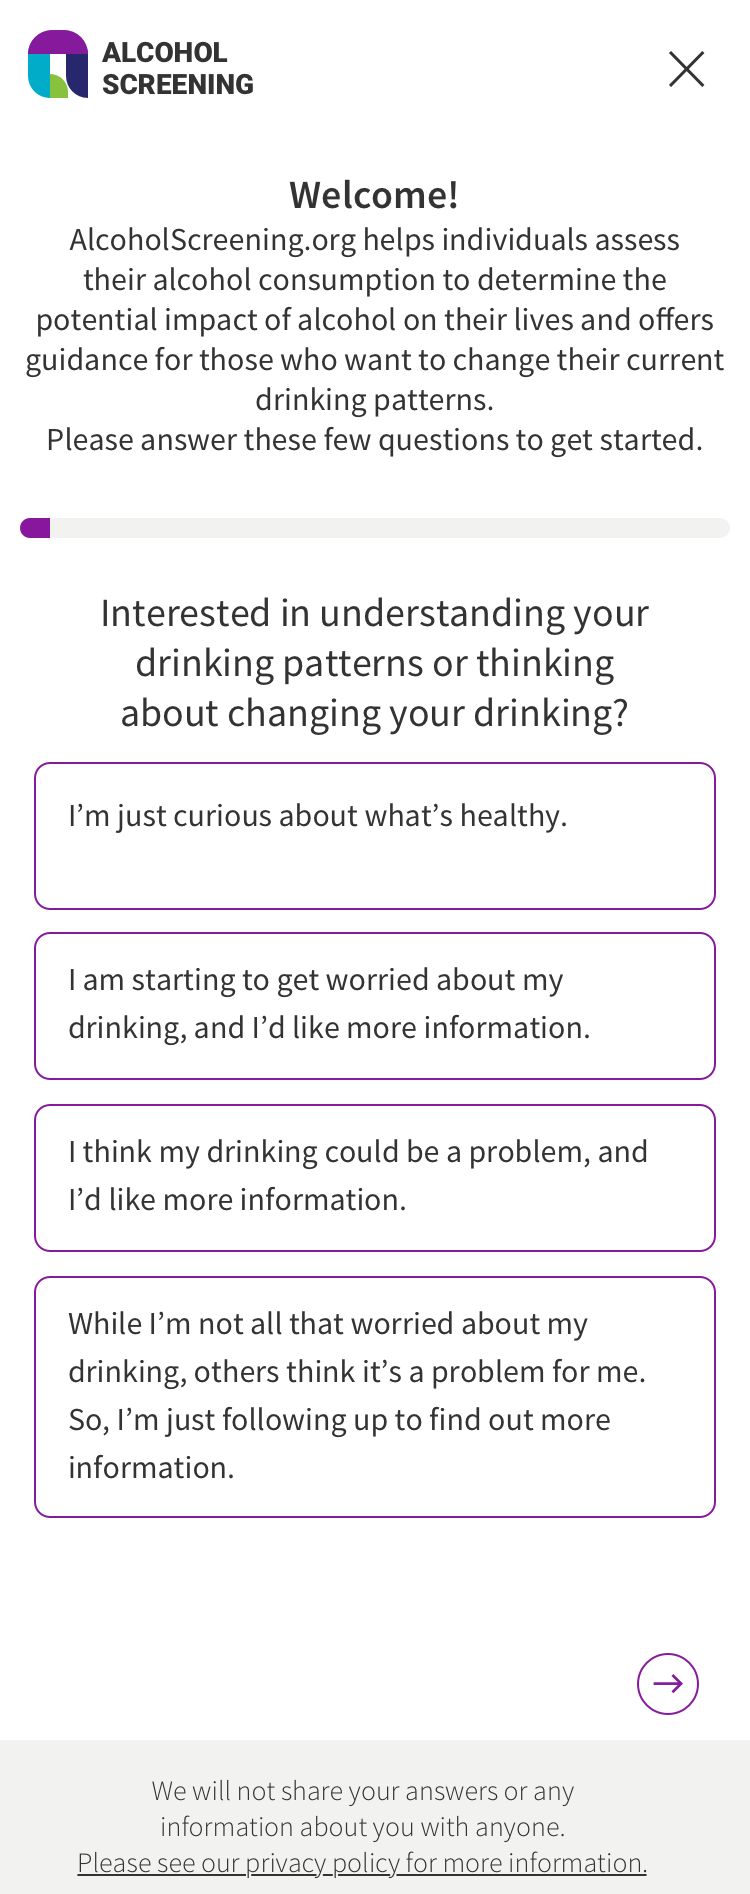 ALCOHOL
SCREENING
Welcome!
AlcoholScreening.org helps individuals assess
their alcohol consumption to determine the
potential impact of alcohol on their lives and offers
guidance for those who want to change their current
drinking patterns.
Please answer these few questions to get started.
Interested in understanding your
drinking patterns or thinking
about changing your drinking?
I’m just curious about what’s healthy.
I am starting to get worried about my
drinking, and I’d like more information.
I think my drinking could be a problem, and
I’d like more information.
While I’m not all that worried about my
drinking, others think it’s a problem for me.
So, I’m just following up to find out more
information.
We will not share your answers or any
information about you with anyone.
Please see our privacy policy for more information.